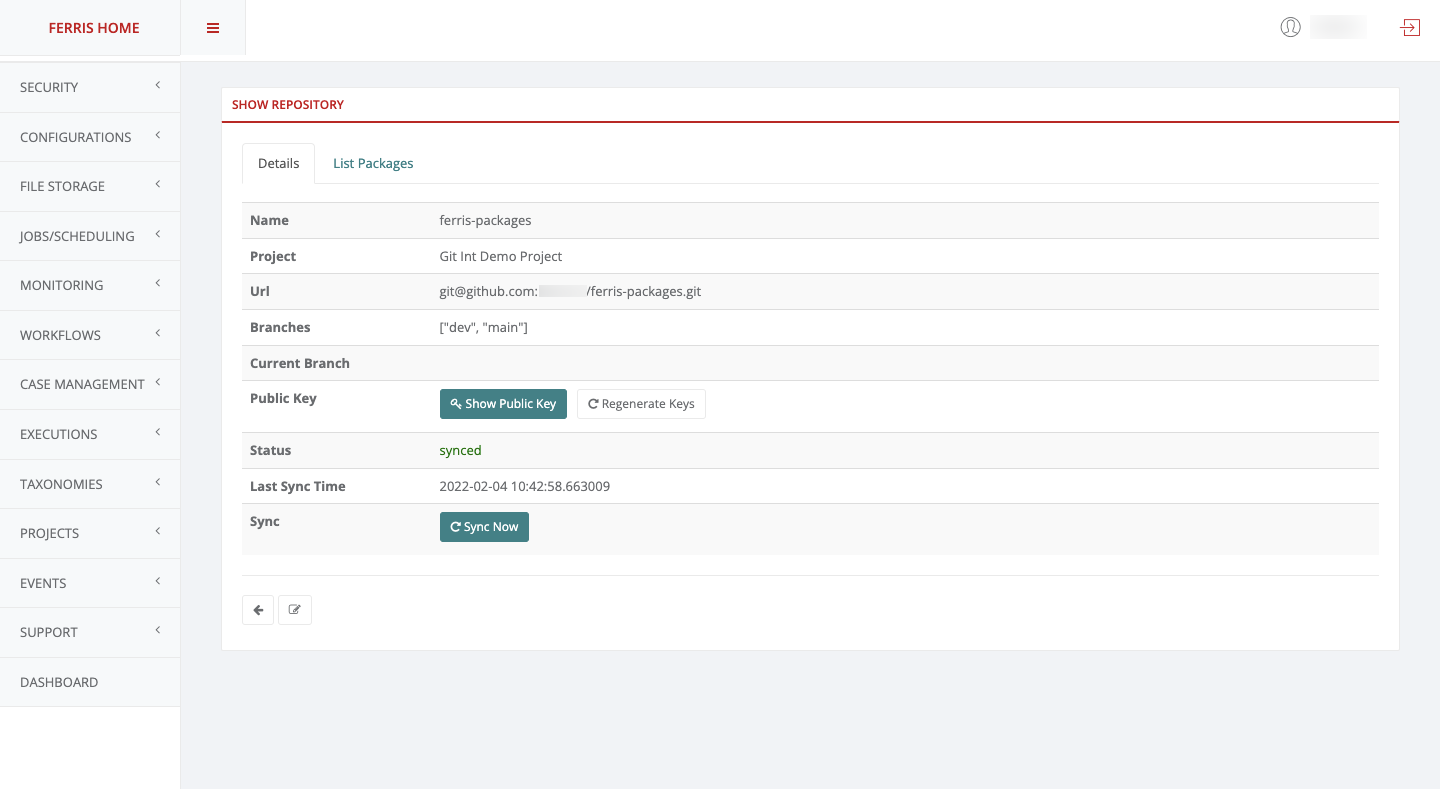 FERRIS HOME
SECURITY
CONFIGURATIONS
FILE STORAGE
JOBS/SCHEDULING
MONITORING
WORKFLOWS
CASE MANAGEMENT
EXECUTIONS
TAXONOMIES
PROJECTS
EVENTS
SUPPORT
DASHBOARD
SHOW REPOSITORY
Details List Packages
Name ferris-packages
Project Git Int Demo Project
Url git@github.com: /ferris-packages.git
Branches ["dev", "main"]
Current Branch
Public Key Show Public Key Regenerate Keys
Status synced
Last Sync Time 2022-02-04 10:42:58.663009
Sync Sync Now